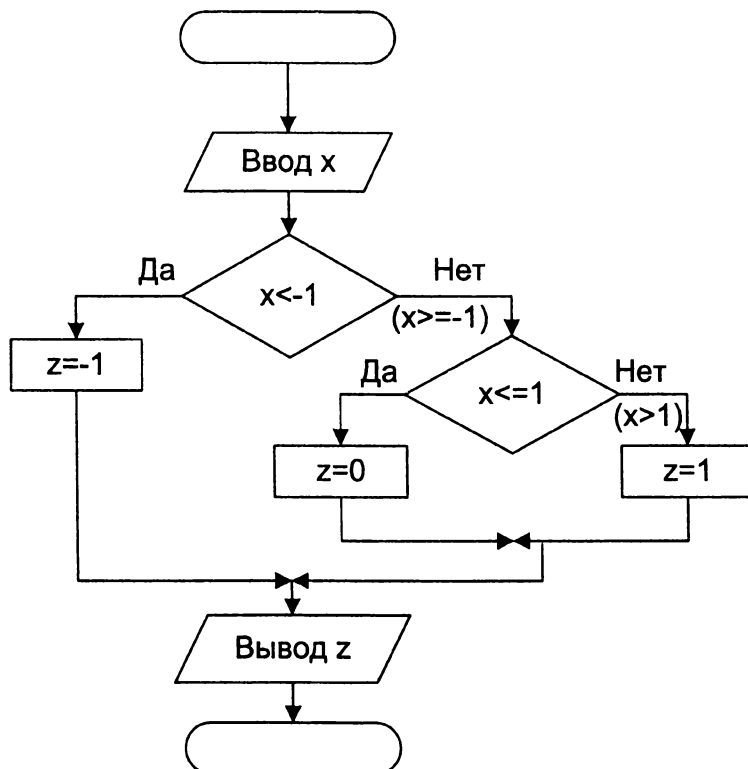 Ввод x
Да
x<-1
Нет
(x>=-1)
z=-1
Да
x<=1
Нет
(x>1)
z=0
z=1
Вывод z